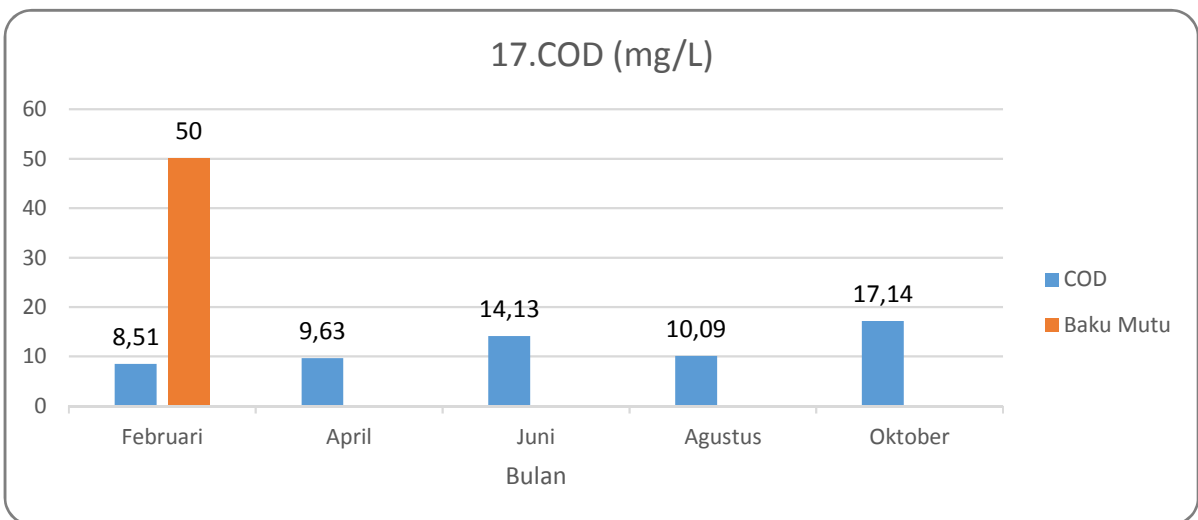 17.COD (mg/L)
60
50
40
30
20
10
0
50
8,51
9,63
14,13
10,09
17,14
Februari April Juni Agustus Oktober
Bulan
COD
Baku Mutu